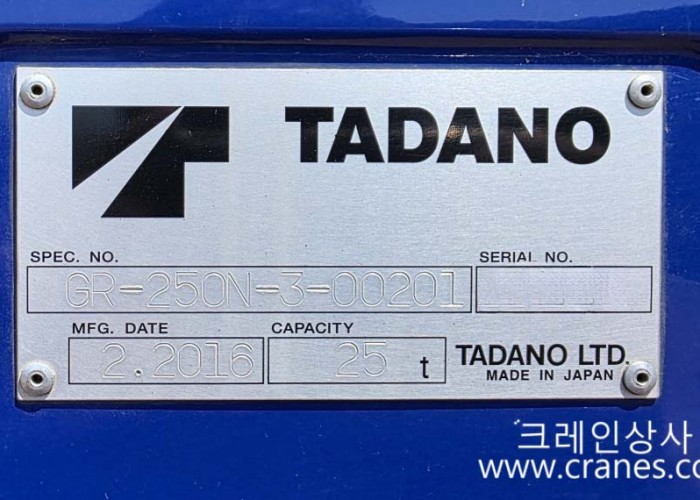 TADANO
SPEC. NO.
SERIAL NO.
GR-250N-3-00201
MFG. DATE
CAPACITY
2.2016
25 t
TADANO LTD.
MADE IN JAPAN
크레인상사
www.cranes.co